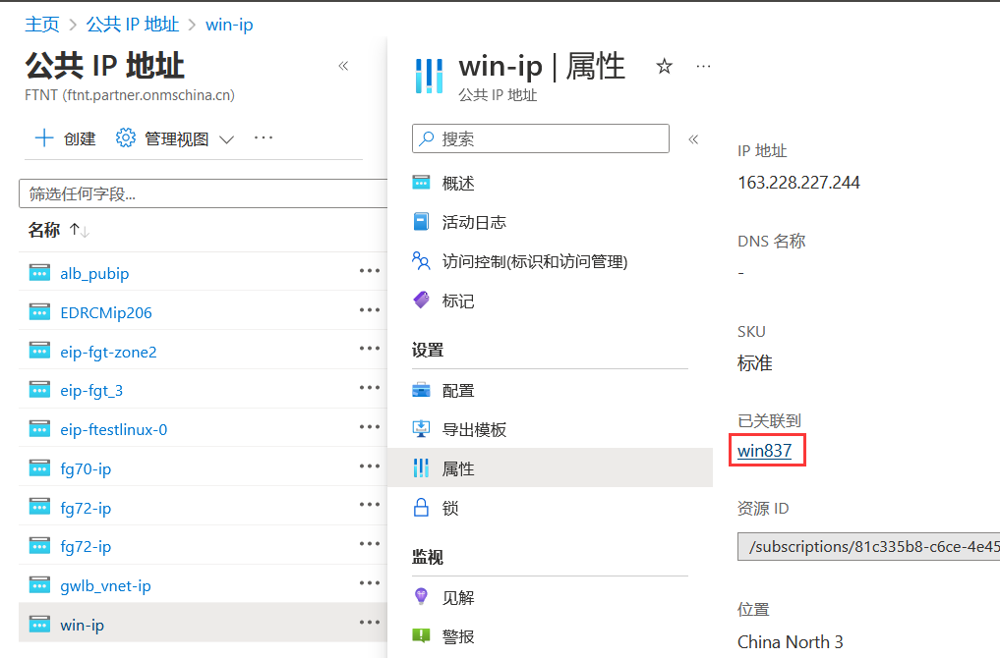 主页 > 公共 IP 地址 > win-ip
公共 IP 地址
FTNT (ftnt.partner.onmschina.cn)
创建 管理视图 ...
筛选任何字段...
名称
alb_pubip
EDRCMip206
eip-fgt-zone2
eip-fgt_3
eip-ftestlinux-0
fg70-ip
fg72-ip
fg72-ip
gwlb_vnet-ip
win-ip
win-ip | 属性
公共 IP 地址
搜索
概述
活动日志
访问控制(标识和访问管理)
标记
设置
配置
导出模板
属性
锁
监视
见解
警报
IP 地址
163.228.227.244
DNS 名称
-
SKU
标准
已关联到
win837
资源 ID
/subscriptions/81c335b8-c6ce-4e45
位置
China North 3